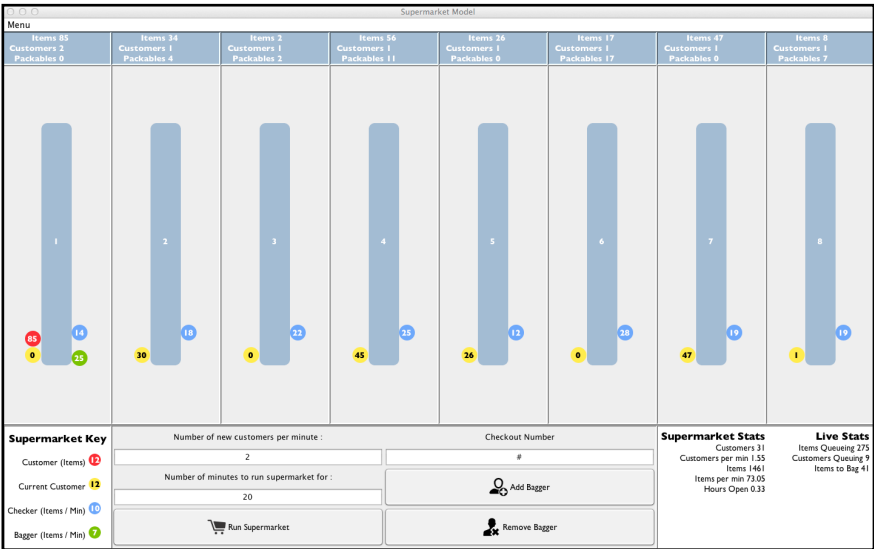 Supermarket Model
Menu
Items 85
Customers 2
Packables 0
Items 34
Customers 1
Packables 4
Items 2
Customers 1
Packables 2
Items 56
Customers 1
Packables 11
Items 26
Customers 1
Packables 0
Items 17
Customers 1
Packables 17
Items 47
Customers 1
Packables 0
Items 8
Customers 1
Packables 7
1 2 3 4 5 6 7 8
85 14 18 22 25 12 28 19 19
0 25 30 0 45 26 0 47 1
Supermarket Key
Customer (Items) 12
Current Customer 12
Checker (Items / Min) 10
Bagger (Items / Min) 7
Number of new customers per minute :
2
Number of minutes to run supermarket for :
20
Run Supermarket
Checkout Number
#
Add Bagger
Remove Bagger
Supermarket Stats
Customers 31
Customers per min 1.55
Items 1461
Items per min 73.05
Hours Open 0.33
Live Stats
Items Queueing 275
Customers Queuing 9
Items to Bag 41